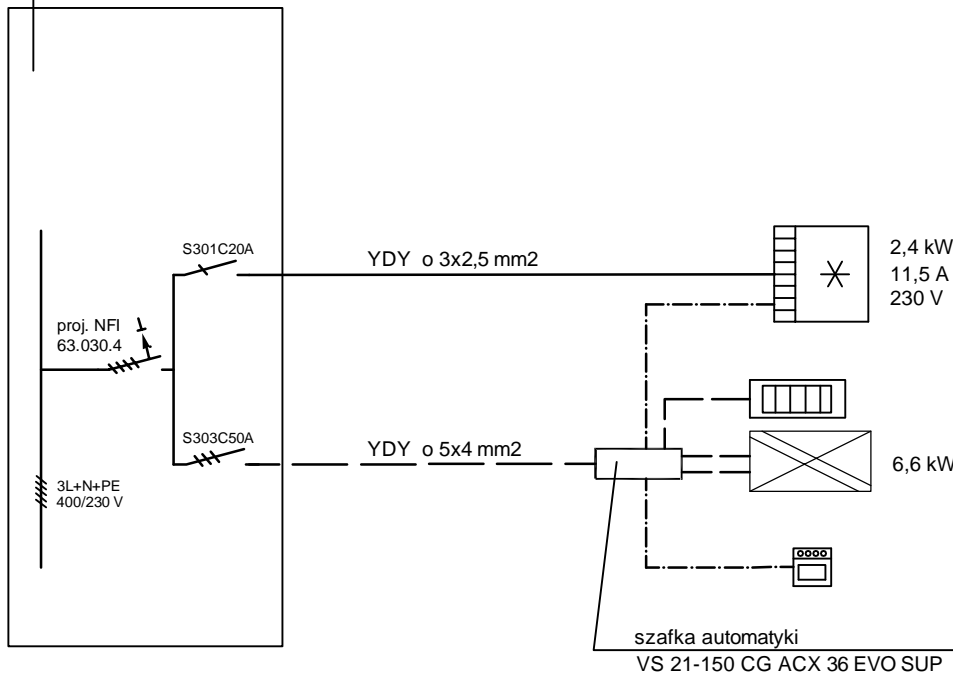 S301C20A
YDY o 3x2,5 mm2
2,4 kW
11,5 A
230 V
proj. NFI
63.030.4
S303C50A
YDY o 5x4 mm2
6,6 kW
3L+N+PE
400/230 V
szafka automatyki
VS 21-150 CG ACX 36 EVO SUP